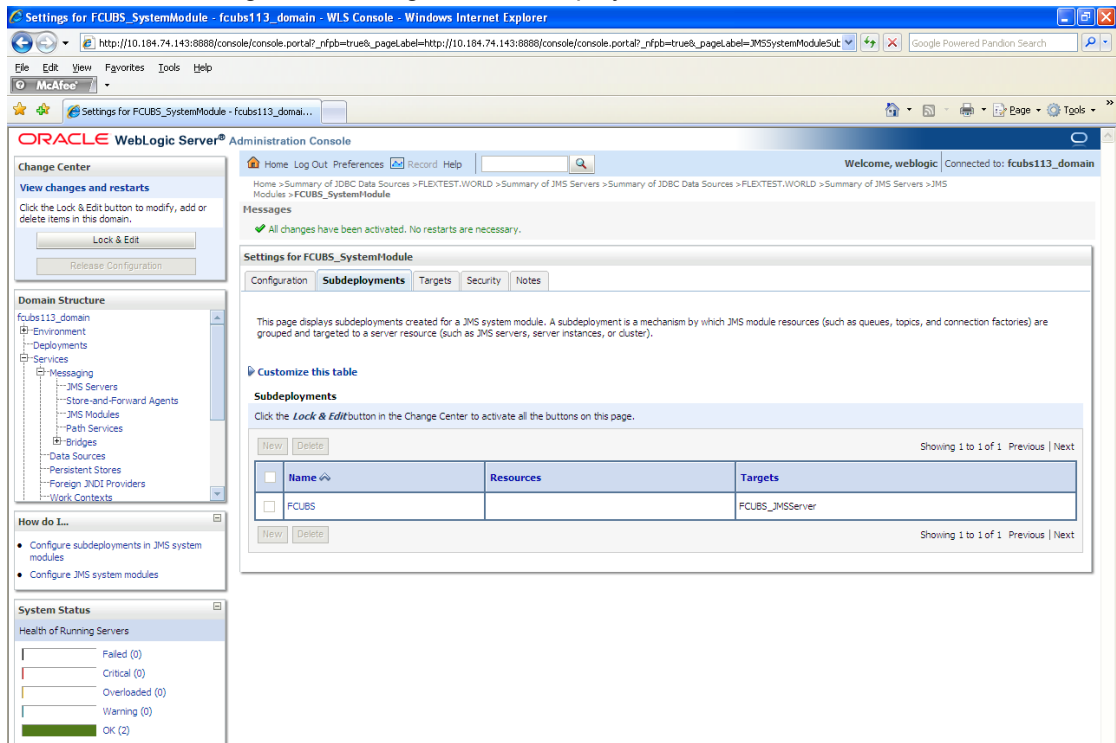 Settings for FCUBS_SystemModule - fcubs113_domain - WLS Console - Windows Internet Explorer
http://10.184.74.143:8888/console/console.portal?_nfpb=true&_pageLabel=http://10.184.74.143:8888/console/console.portal?_nfpb=true&_pageLabel=JMSSystemModuleSut
Google Powered Pandion Search
File Edit View Favorites Tools Help
McAfee
Settings for FCUBS_SystemModule - fcubs113_domai...
Page Tools »
ORACLE WebLogic Server® Administration Console
Change Center
View changes and restarts
Click the Lock & Edit button to modify, add or
delete items in this domain.
Lock & Edit
Release Configuration
Domain Structure
fcubs113_domain
Environment
Deployments
Services
Messaging
JMS Servers
Store-and-Forward Agents
JMS Modules
Path Services
Bridges
Data Sources
Persistent Stores
Foreign JNDI Providers
Work Contexts
How do I...
• Configure subdeployments in JMS system
modules
• Configure JMS system modules
System Status
Health of Running Servers
Failed (0)
Critical (0)
Overloaded (0)
Warning (0)
OK (2)
Home Log Out Preferences Record Help
Welcome, weblogic Connected to: fcubs113_domain
Home >Summary of JDBC Data Sources >FLEXTEST.WORLD >Summary of JMS Servers >Summary of JDBC Data Sources >FLEXTEST.WORLD >Summary of JMS Servers >JMS
Modules >FCUBS_SystemModule
Messages
All changes have been activated. No restarts are necessary.
Settings for FCUBS_SystemModule
Configuration Subdeployments Targets Security Notes
This page displays subdeployments created for a JMS system module. A subdeployment is a mechanism by which JMS module resources (such as queues, topics, and connection factories) are
grouped and targeted to a server resource (such as JMS servers, server instances, or cluster).
Customize this table
Subdeployments
Click the Lock & Edit button in the Change Center to activate all the buttons on this page.
New Delete Showing 1 to 1 of 1 Previous | Next
Name Resources Targets
FCUBS FCUBS_JMSServer
New Delete Showing 1 to 1 of 1 Previous | Next